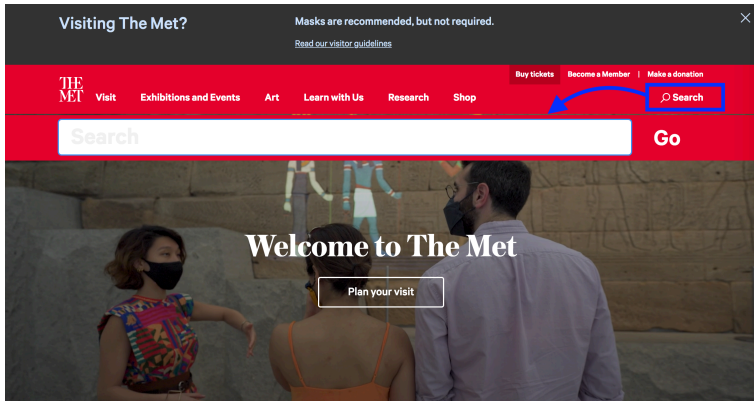 Visiting The Met?
Masks are recommended, but not required.
Read our visitor guidelines
Buy tickets Become a Member | Make a donation
THE
MET
Visit Exhibitions and Events Art Learn with Us Research Shop
Search
Search
Go
Welcome to The Met
Plan your visit